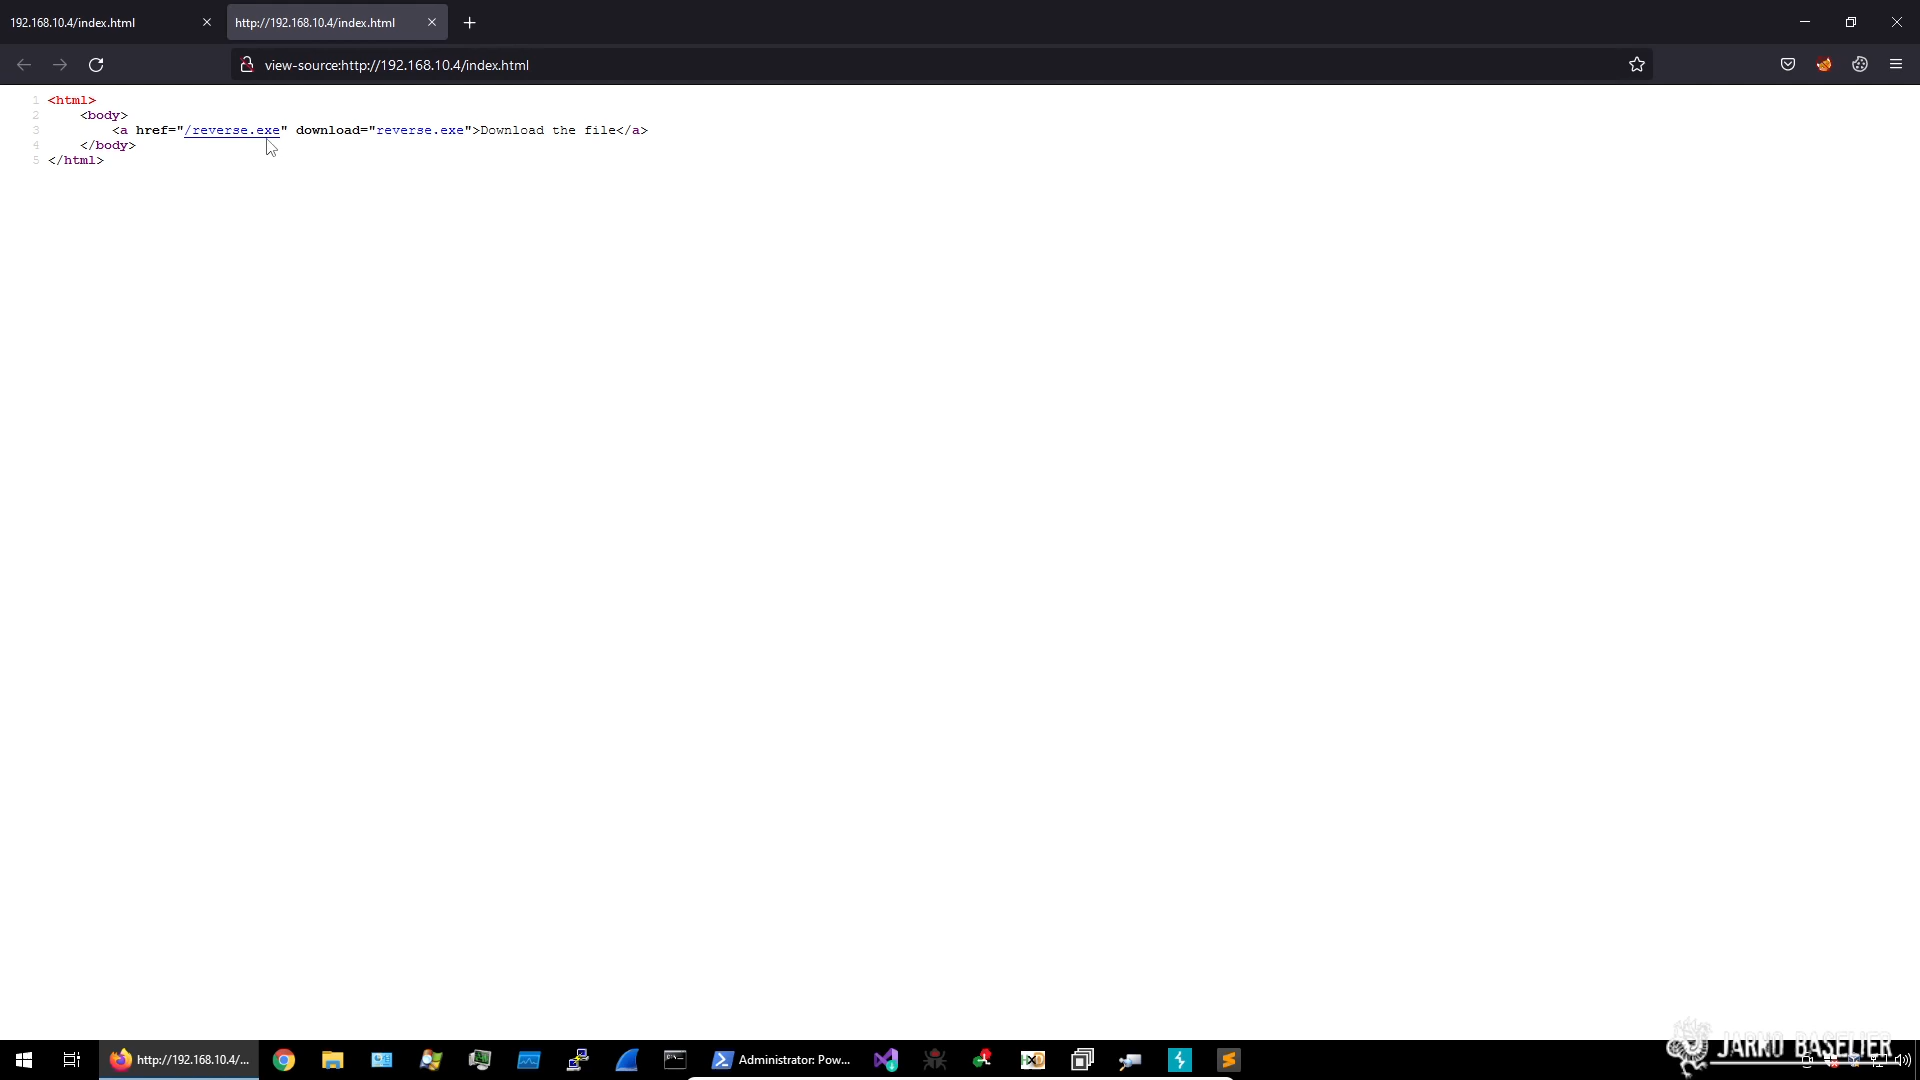 192.168.10.4/index.html
http://192.168.10.4/index.html
view-source:http://192.168.10.4/index.html
1 <html>
2 <body>
3 <a href="/reverse.exe" download="reverse.exe">Download the file</a>
4 </body>
5 </html>
http://192.168.10.4/...
Administrator: Pow...
JARNO BASELIER